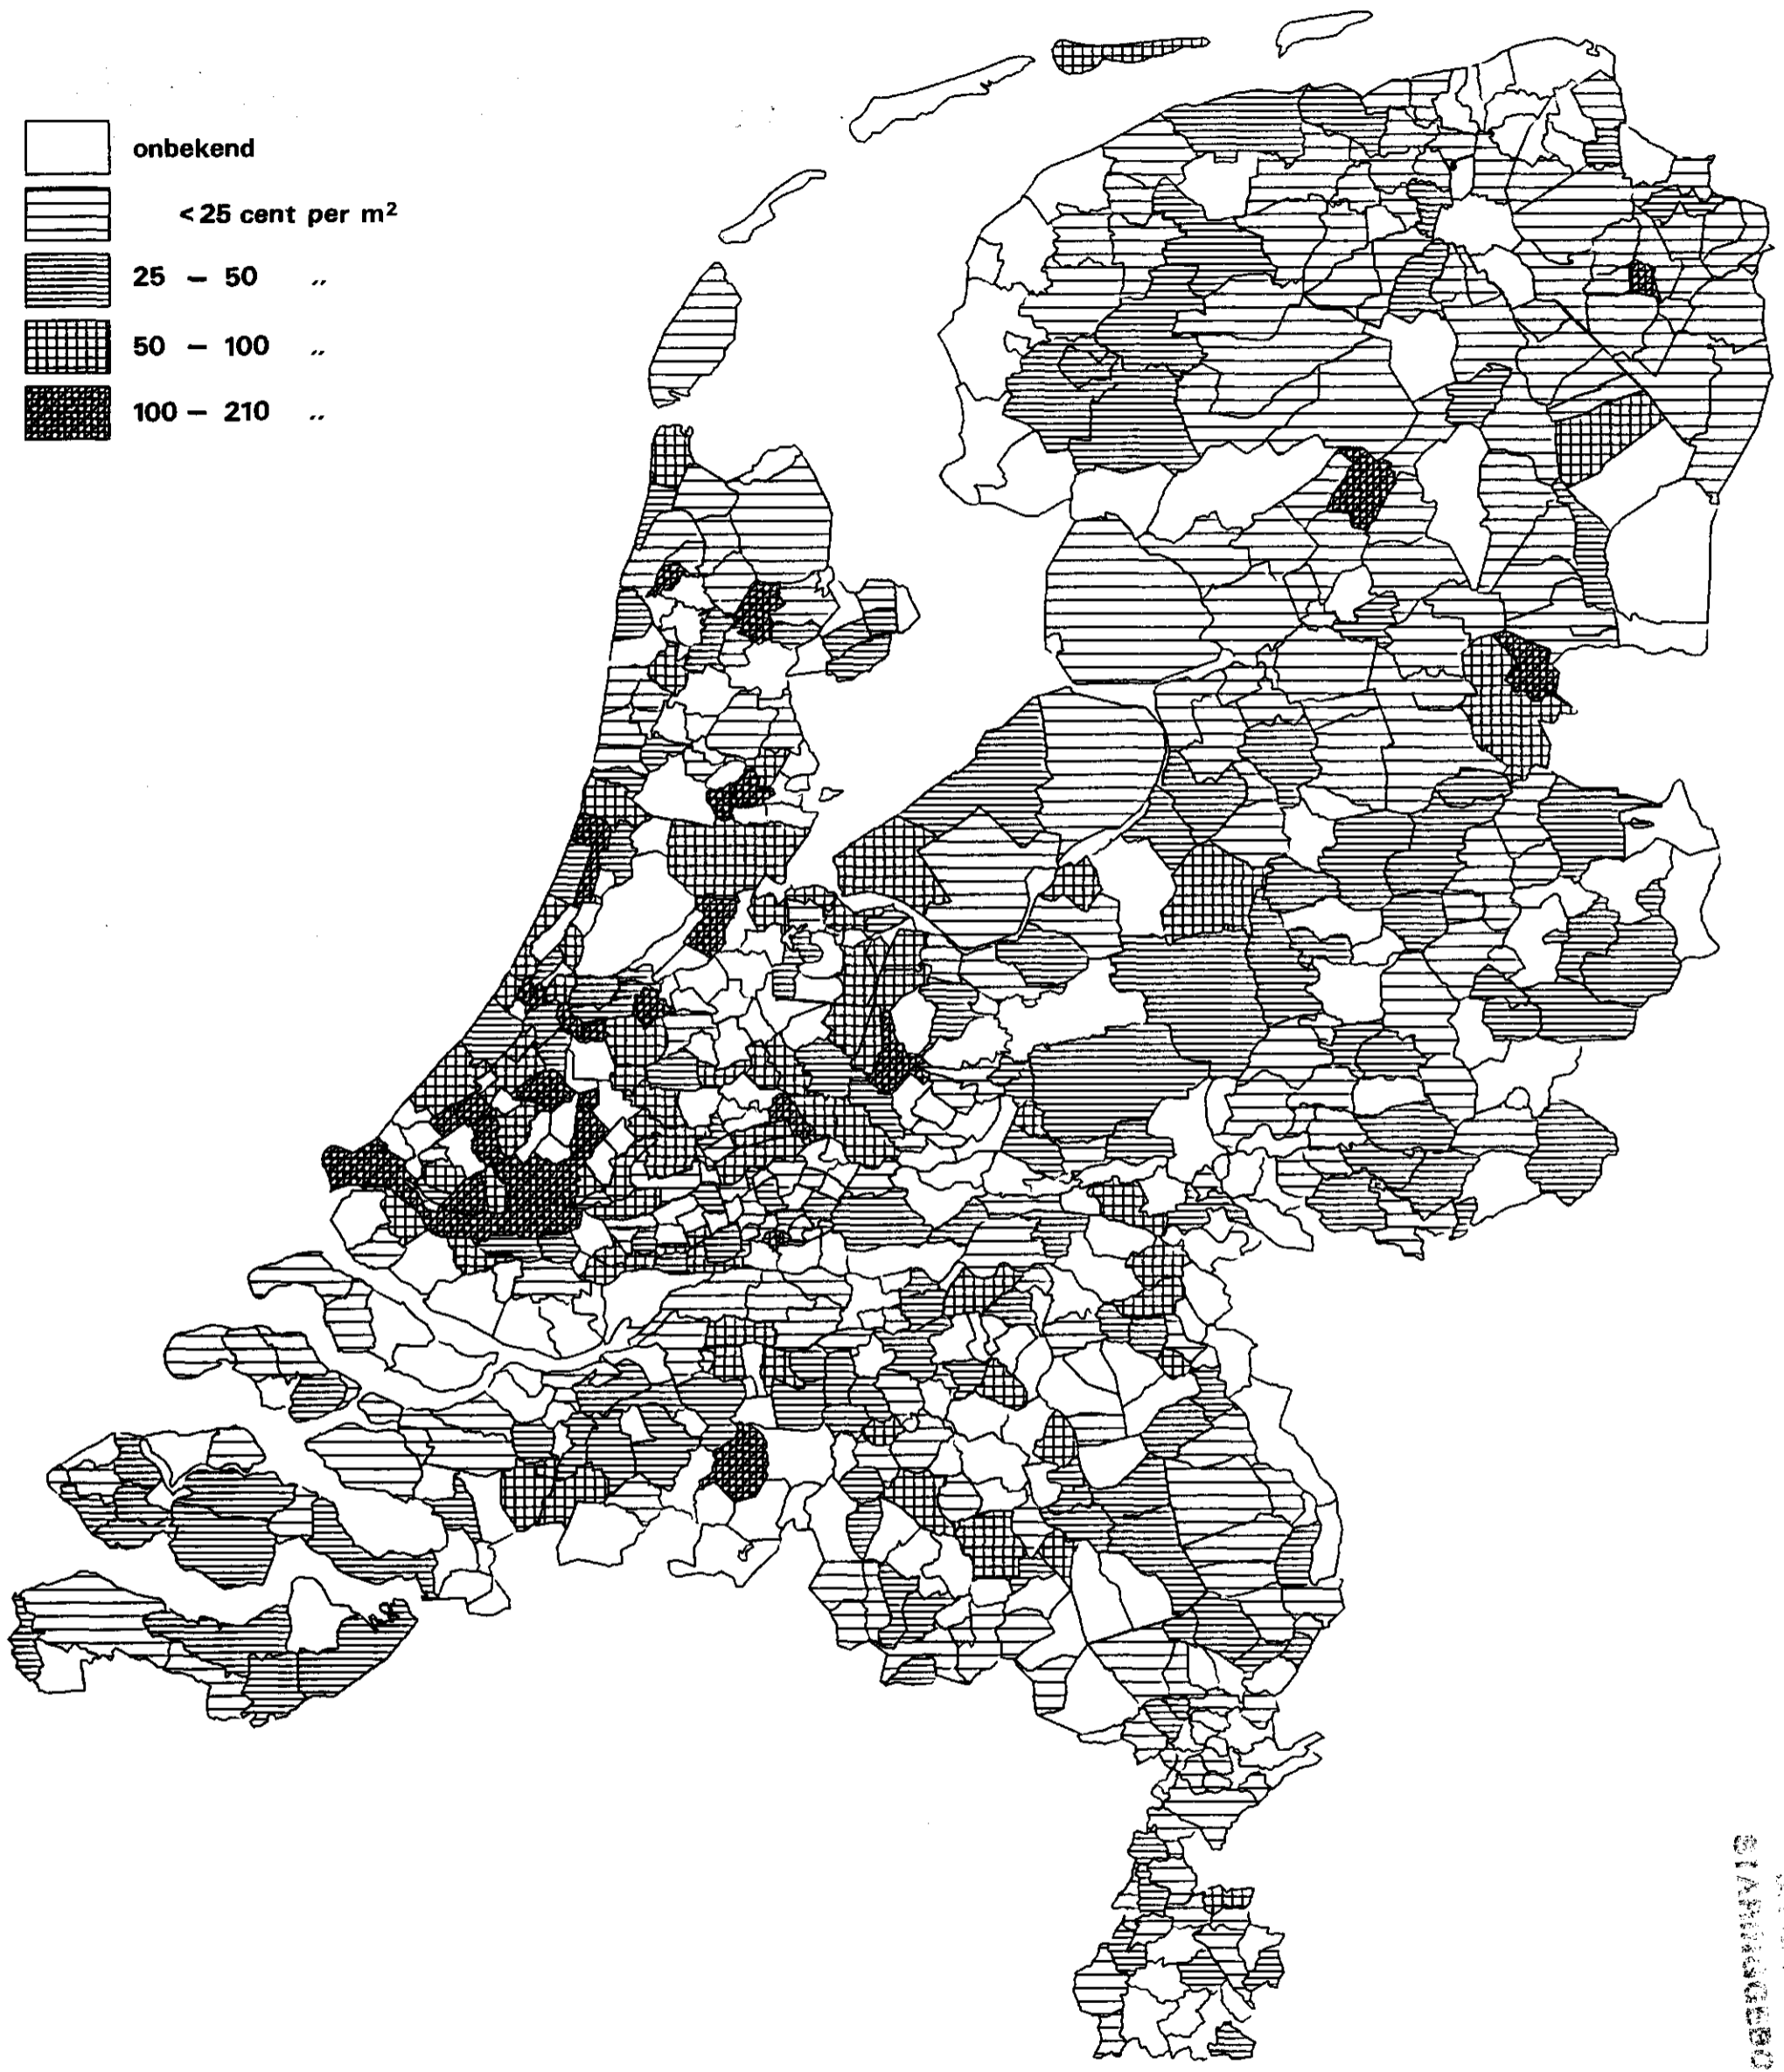 onbekend
< 25 cent per m²
25 – 50 ,,
50 – 100 ,,
100 – 210 ,,